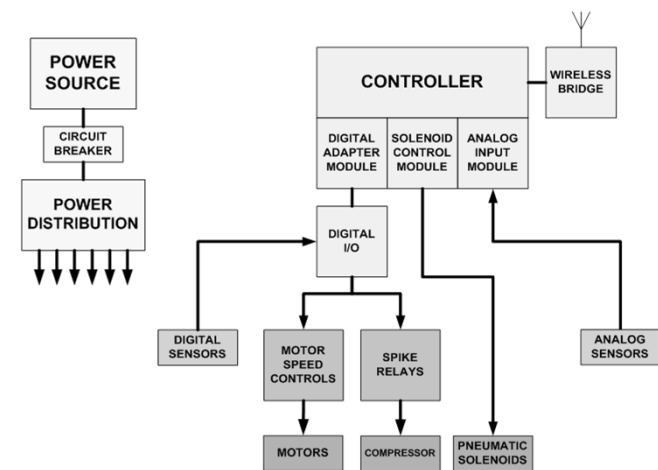 POWER
SOURCE
CIRCUIT
BREAKER
POWER
DISTRIBUTION
CONTROLLER
WIRELESS
BRIDGE
DIGITAL
ADAPTER
MODULE
SOLENOID
CONTROL
MODULE
ANALOG
INPUT
MODULE
DIGITAL
I/O
DIGITAL
SENSORS
MOTOR
SPEED
CONTROLS
SPIKE
RELAYS
ANALOG
SENSORS
MOTORS
COMPRESSOR
PNEUMATIC
SOLENOIDS